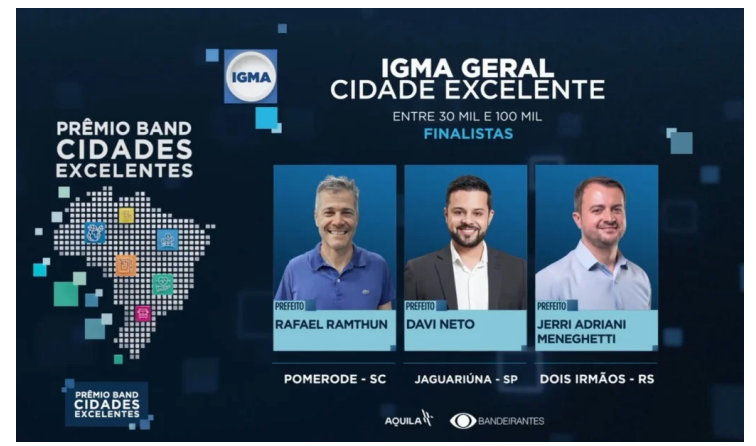 IGMA
IGMA GERAL
CIDADE EXCELENTE
ENTRE 30 MIL E 100 MIL
FINALISTAS
PRÊMIO BAND
CIDADES
EXCELENTES
PREFEITO
RAFAEL RAMTHUN
POMERODE - SC
PREFEITO
DAVI NETO
JAGUARIÚNA - SP
PREFEITO
JERRI ADRIANI
MENEGHETTI
DOIS IRMÃOS - RS
PRÊMIO BAND
CIDADES
EXCELENTES
AQUILA
BANDEIRANTES